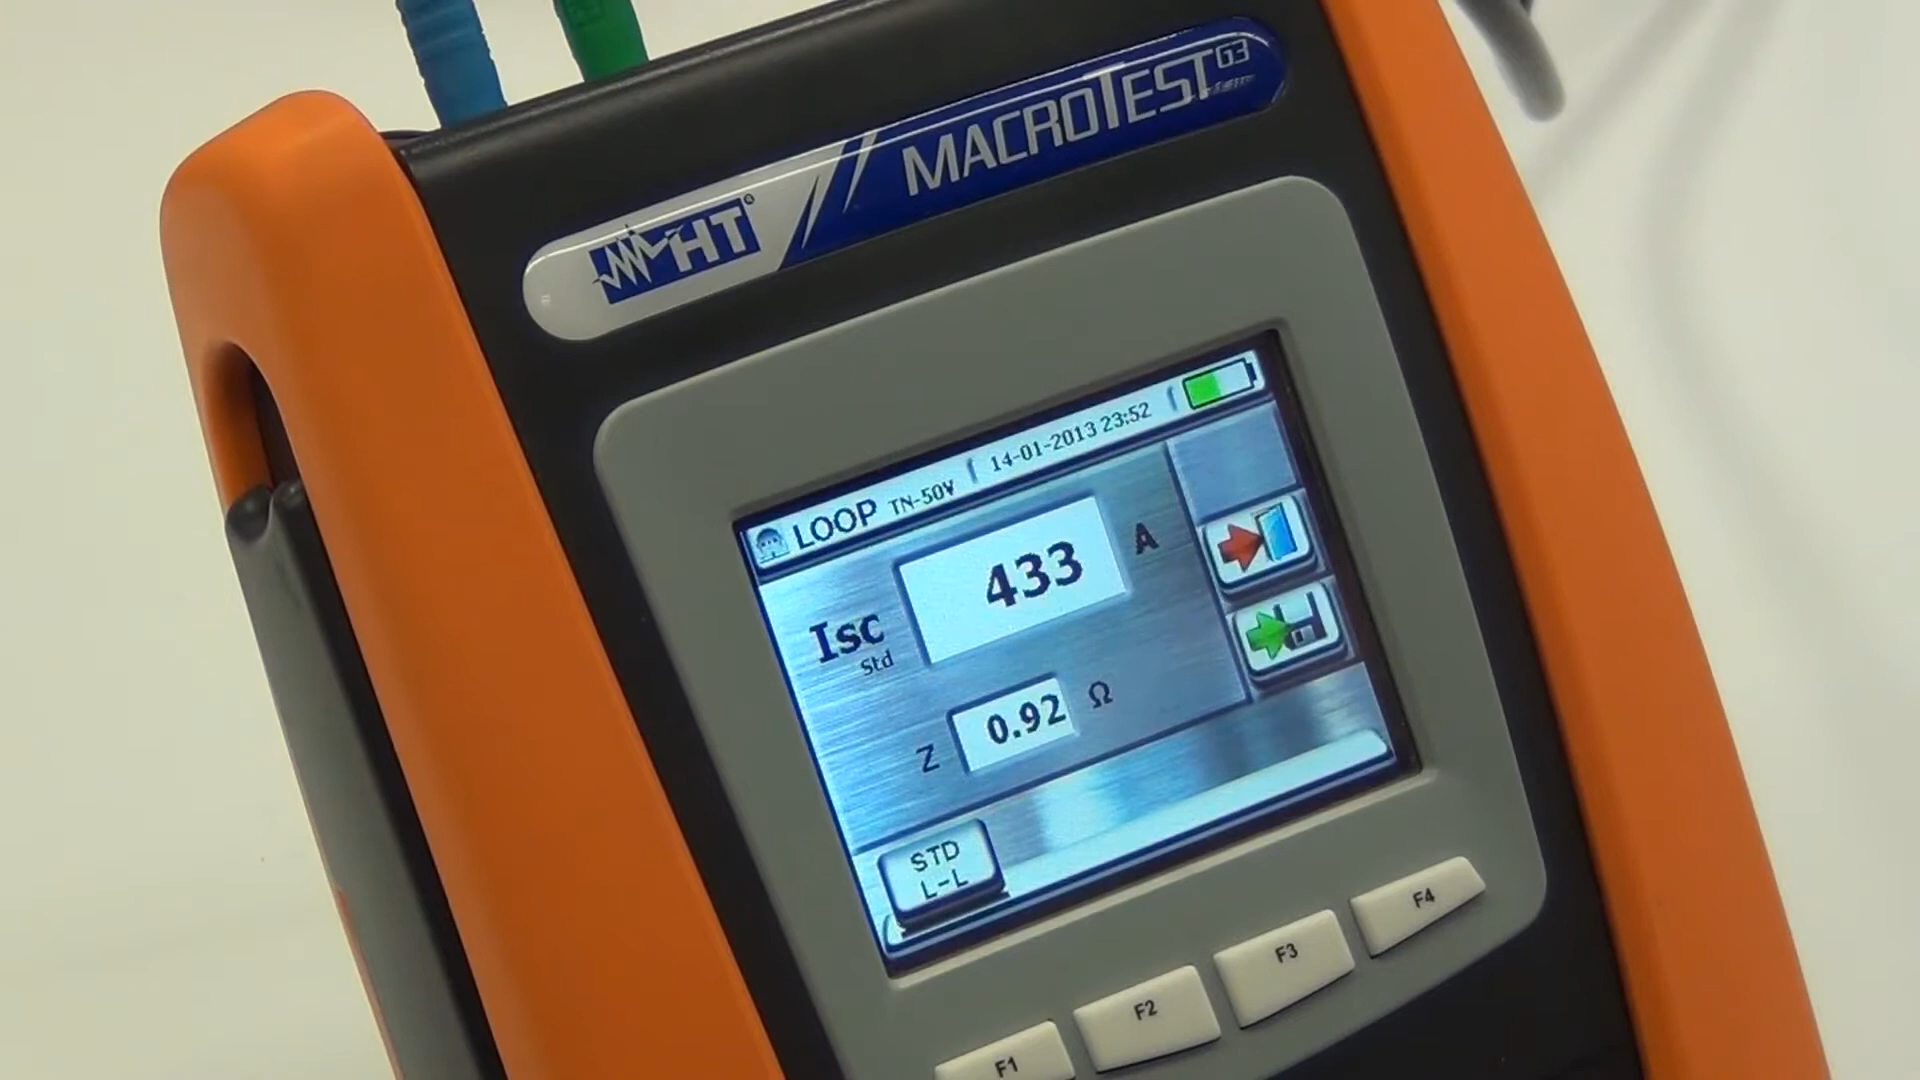 HT®
MACROTEST G3
LOOP TN-50V 14-01-2013 23:52
Isc 433 A
Std
Z 0.92 Ω
STD
L-L
F1 F2 F3 F4